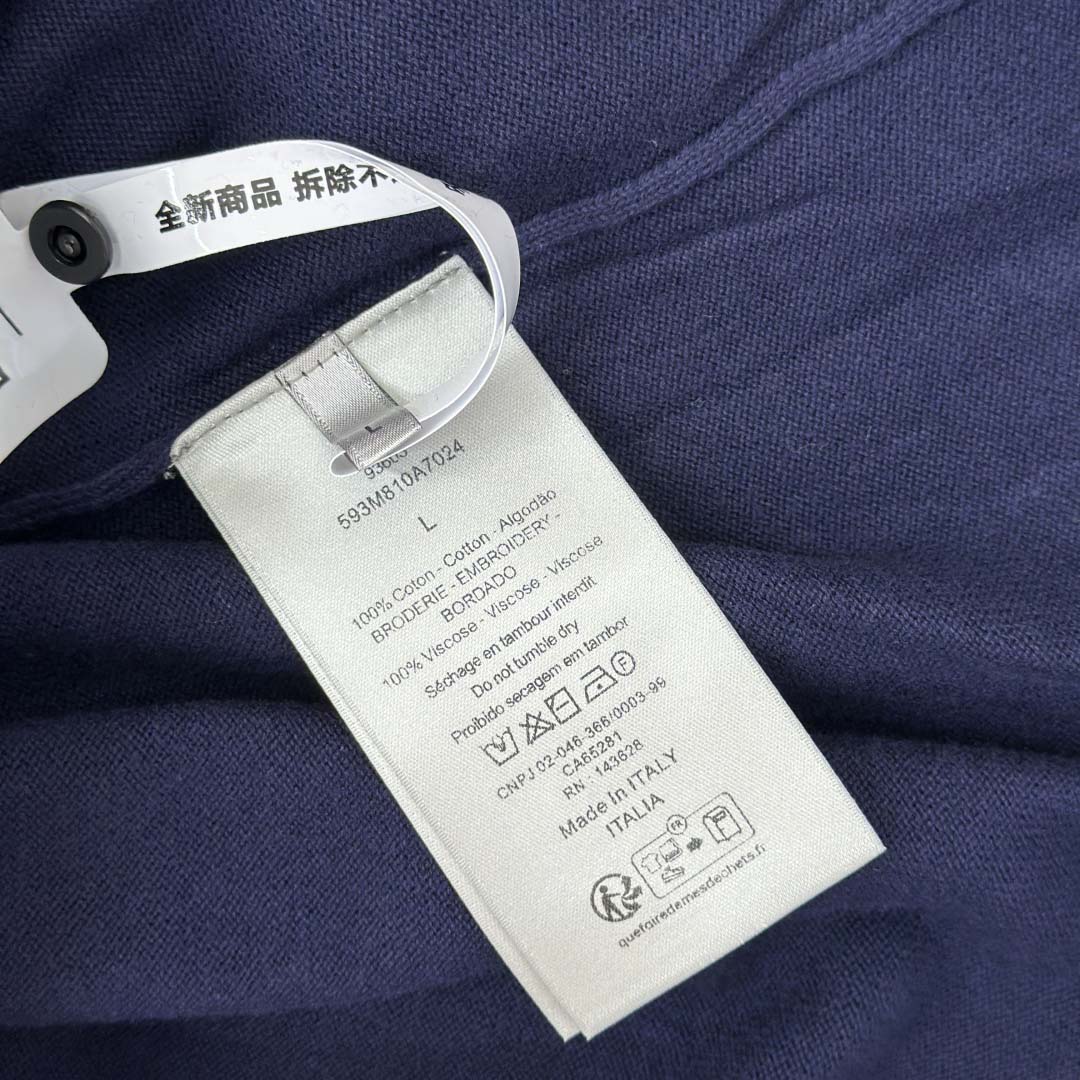 全新商品 拆除不
L
593M810A7024
L
100% Coton - Cotton - Algodão
BRODERIE - EMBROIDERY -
BORDADO
100% Viscose - Viscose - Viscose
Séchage en tambour interdit
Do not tumble dry
Proibido secagem em tambor
F
CNPJ 02-046-366/0003-99
CA65281
RN : 143628
Made in ITALY
ITALIA
FR
quefairedemesdechets.fr